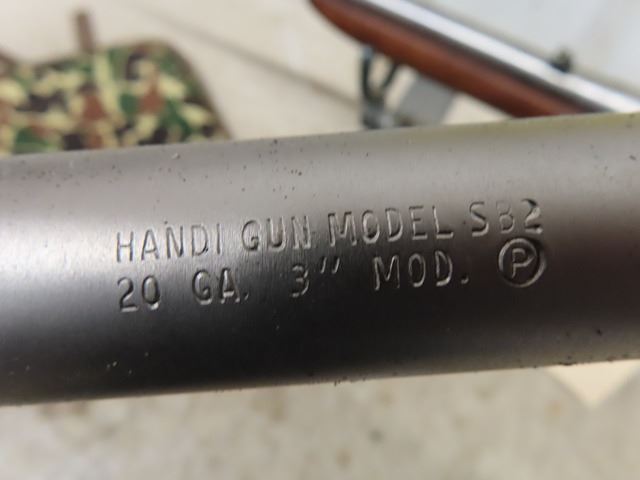 HANDI GUN MODEL SB2
20 GA. 3" MOD. Ⓟ